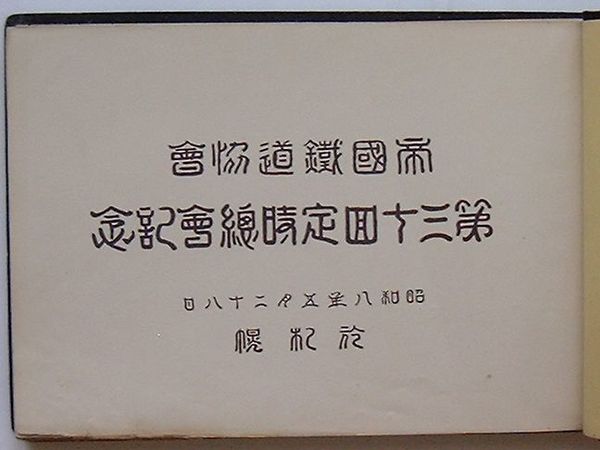 帝國鐵道協會
第三十回定時總會記念
昭和八年五月二十八日
於札幌